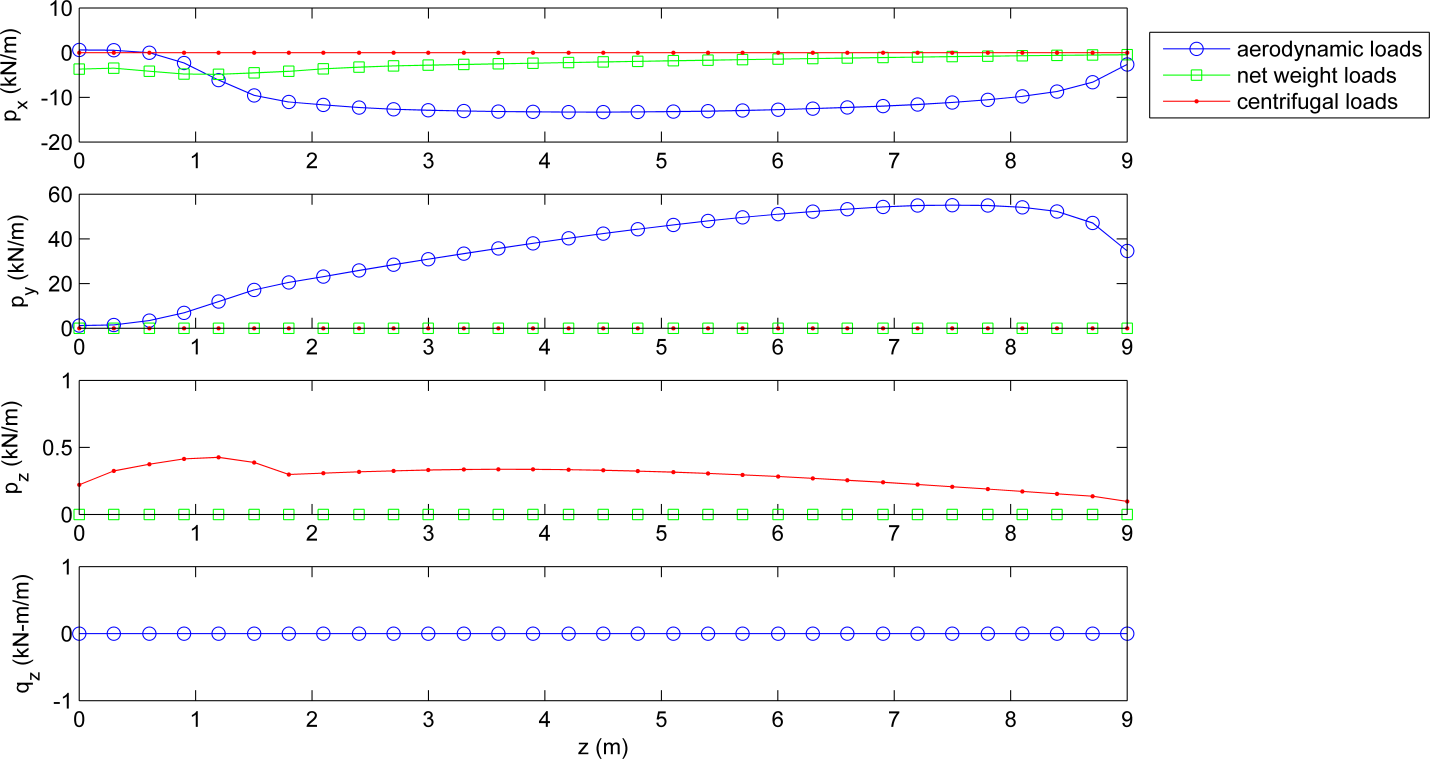 10
0
-10
-20
p_x (kN/m)
0 1 2 3 4 5 6 7 8 9
aerodynamic loads
net weight loads
centrifugal loads
60
40
20
0
p_y (kN/m)
0 1 2 3 4 5 6 7 8 9
1
0.5
0
p_z (kN/m)
0 1 2 3 4 5 6 7 8 9
1
0
-1
q_z (kN-m/m)
0 1 2 3 4 5 6 7 8 9
z (m)